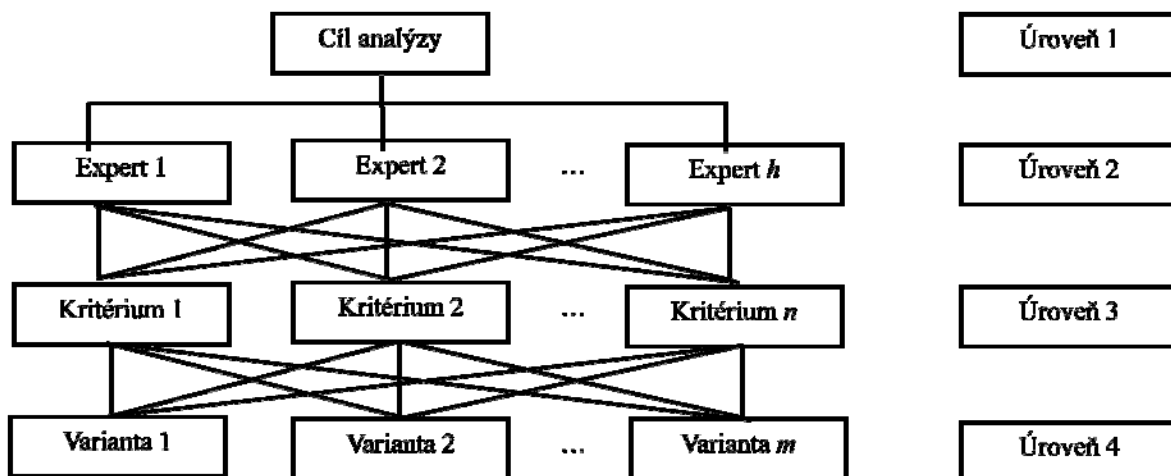 Cíl analýzy Úroveň 1
Expert 1 Expert 2 ... Expert h Úroveň 2
Kritérium 1 Kritérium 2 ... Kritérium n Úroveň 3
Varianta 1 Varianta 2 ... Varianta m Úroveň 4